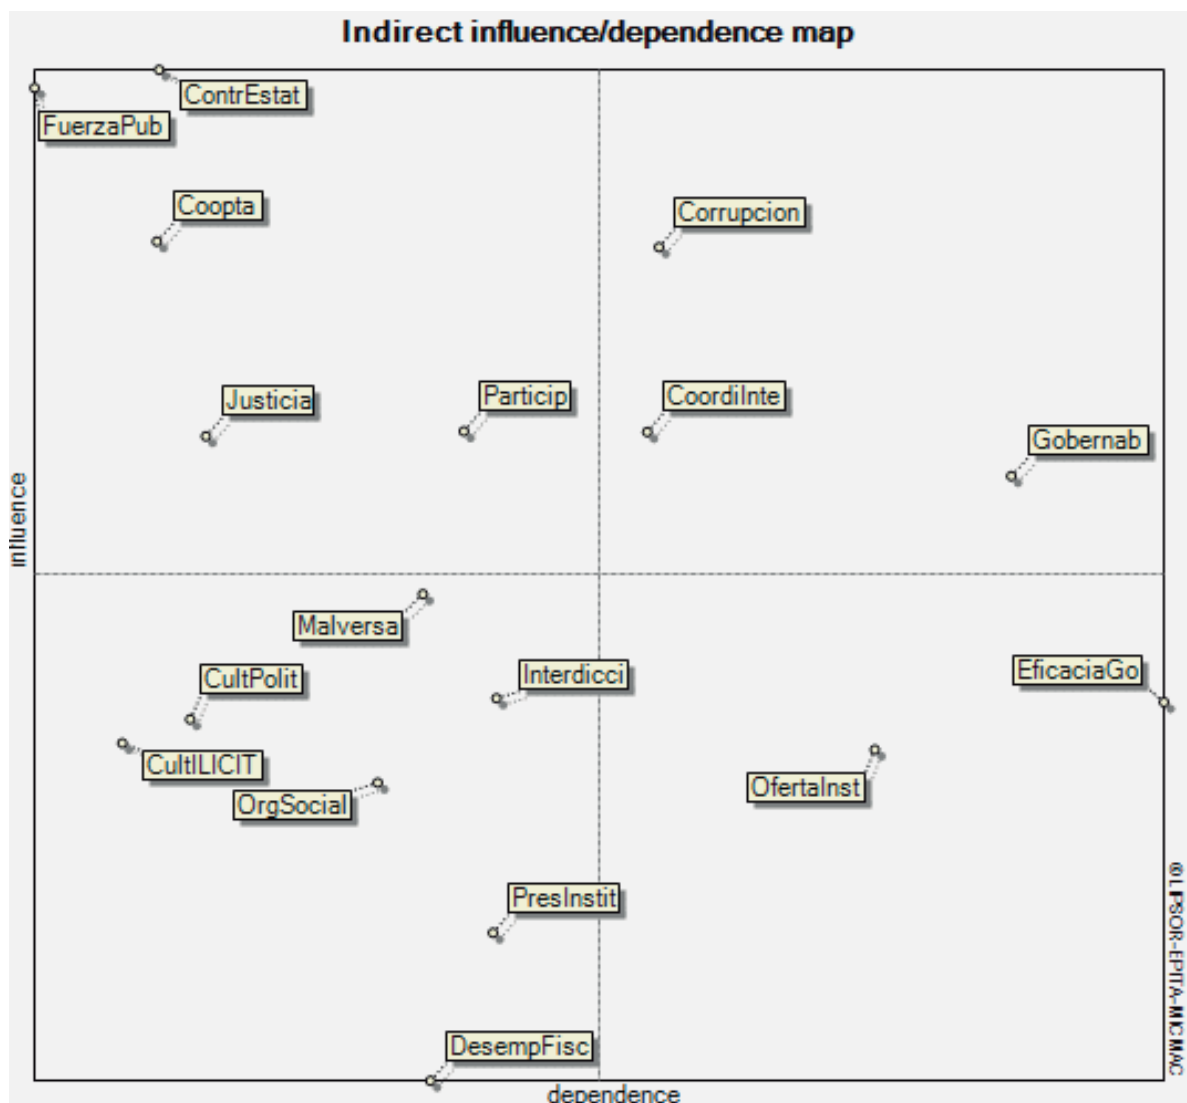 Indirect influence/dependence map
ContrEstat
FuerzaPub
Coopta
Corrupcion
Justicia
Particip
CoordiInte
Gobernab
influence
Malversa
CultPolit
Interdicci
EficaciaGo
CultILICIT
OfertaInst
OrgSocial
PresInstit
@LIPSOR-EPITA-MICMAC
DesempFisc
dependence